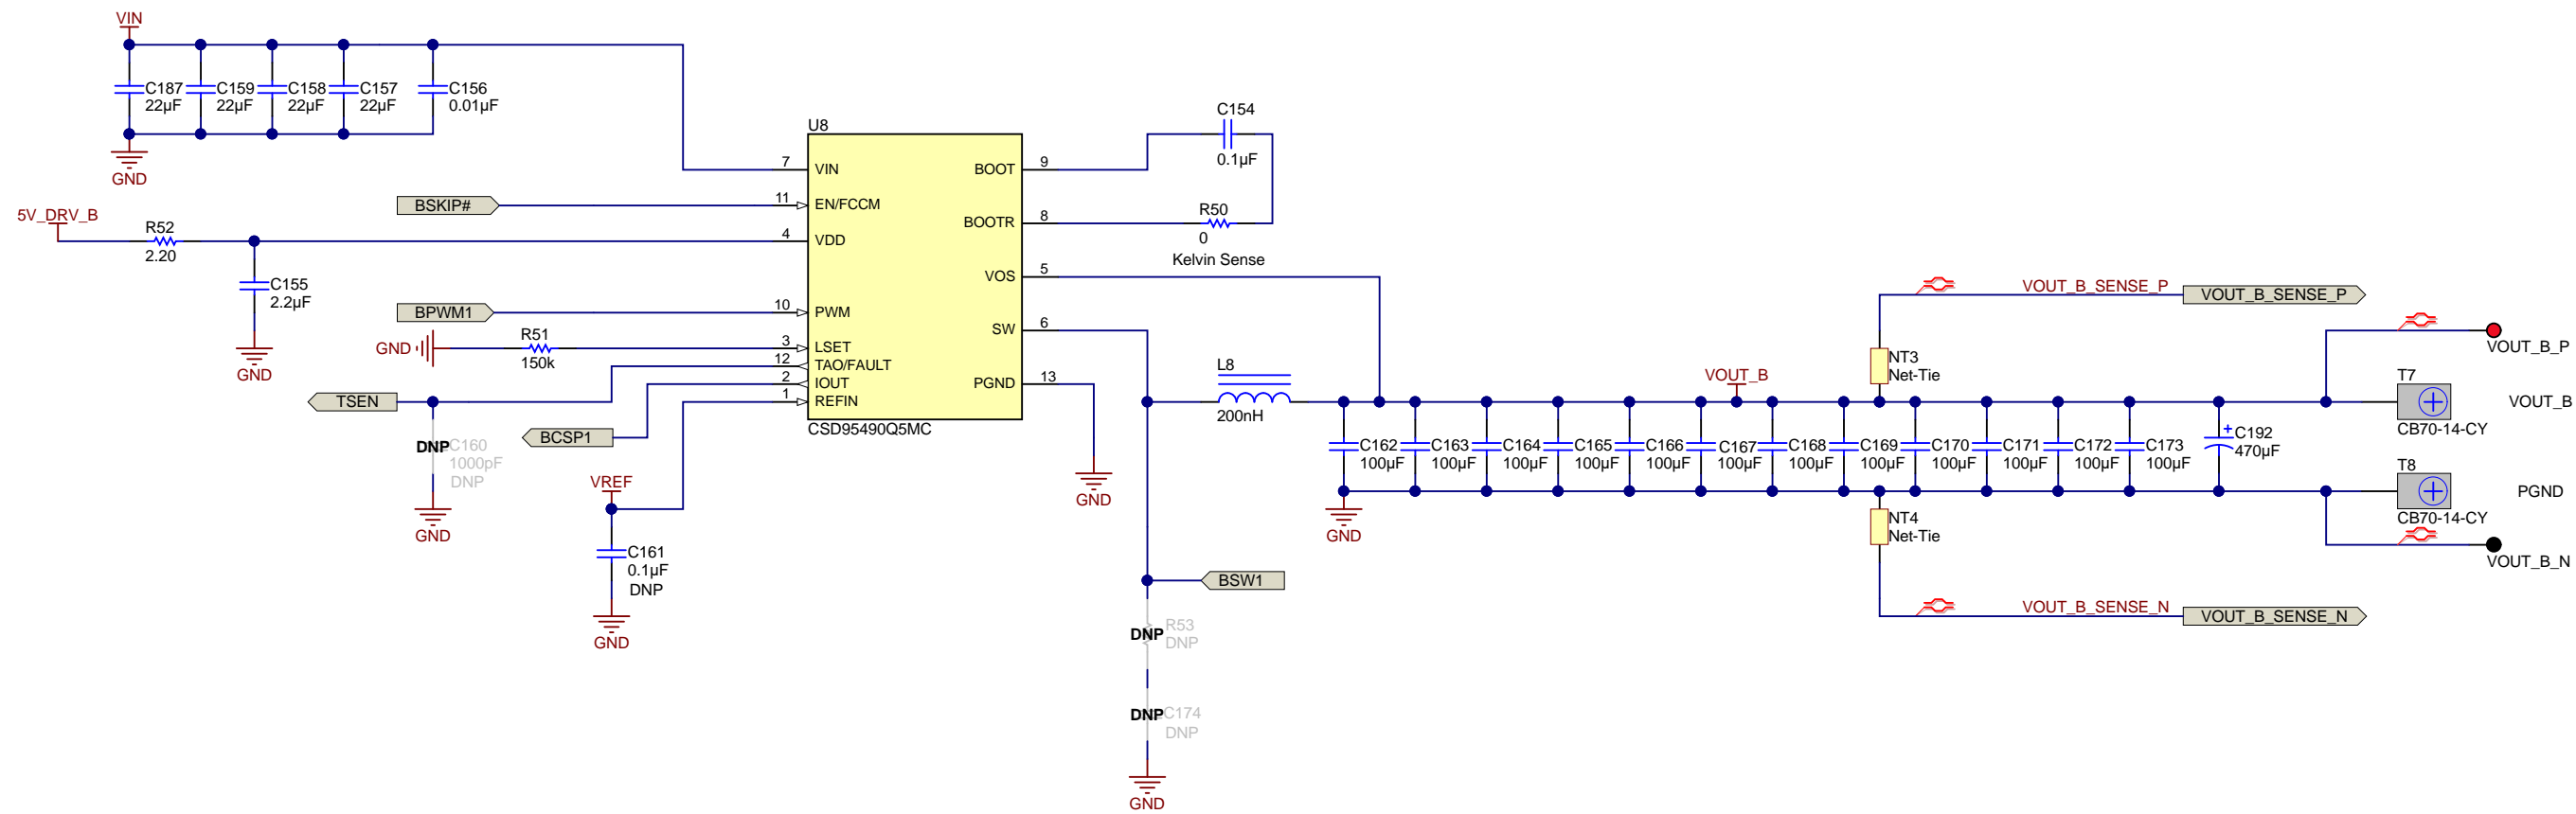 VIN
C187
22µF
C159
22µF
C158
22µF
C157
22µF
C156
0.01µF
GND
5V_DRV_B
R52
2.20
C155
2.2µF
GND
BSKIP#
BPWM1
GND
R51
150k
TSEN
DNP
C160
1000pF
DNP
GND
BCSP1
VREF
C161
0.1µF
DNP
GND
U8
7
VIN
11
EN/FCCM
4
VDD
10
PWM
3
LSET
12
TAO/FAULT
2
IOUT
1
REFIN
BOOT
9
BOOTR
8
VOS
5
SW
6
PGND
13
CSD95490Q5MC
C154
0.1µF
R50
0
Kelvin Sense
GND
L8
200nH
BSW1
DNP
R53
DNP
DNP
C174
DNP
GND
VOUT_B
C162
100µF
C163
100µF
C164
100µF
C165
100µF
C166
100µF
C167
100µF
C168
100µF
C169
100µF
C170
100µF
C171
100µF
C172
100µF
C173
100µF
+
C192
470µF
GND
NT3
Net-Tie
VOUT_B_SENSE_P
VOUT_B_SENSE_P
NT4
Net-Tie
VOUT_B_SENSE_N
VOUT_B_SENSE_N
VOUT_B_P
T7
VOUT_B
CB70-14-CY
T8
PGND
CB70-14-CY
VOUT_B_N